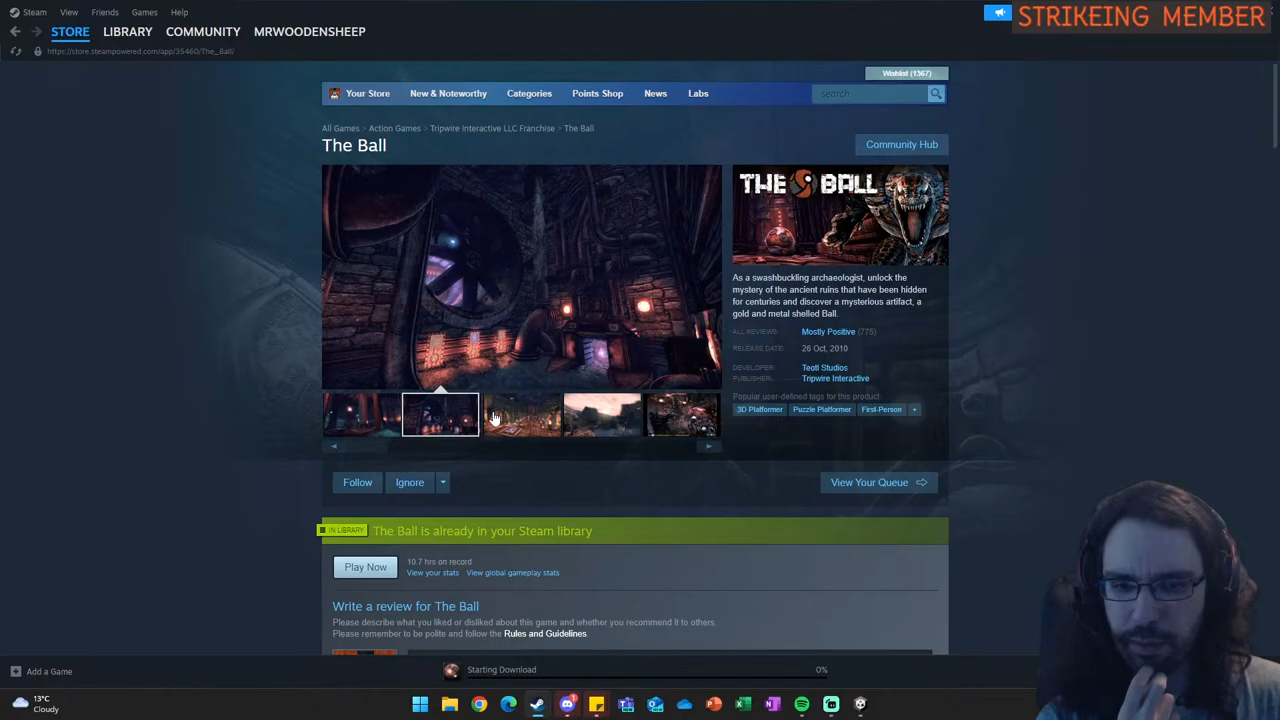 Steam View Friends Games Help
STRIKEING MEMBER
STORE LIBRARY COMMUNITY MRWOODENSHEEP
https://store.steampowered.com/app/35460/The_Ball/
Wishlist (1367)
Your Store New & Noteworthy Categories Points Shop News Labs search
All Games > Action Games > Tripwire Interactive LLC Franchise > The Ball
The Ball
Community Hub
THE BALL
As a swashbuckling archaeologist, unlock the
mystery of the ancient ruins that have been hidden
for centuries and discover a mysterious artifact, a
gold and metal shelled Ball.
ALL REVIEWS: Mostly Positive (775)
RELEASE DATE: 26 Oct, 2010
DEVELOPER: Teotl Studios
PUBLISHER: Tripwire Interactive
Popular user-defined tags for this product:
3D Platformer Puzzle Platformer First-Person +
Follow Ignore View Your Queue
IN LIBRARY The Ball is already in your Steam library
Play Now
10.7 hrs on record
View your stats View global gameplay stats
Write a review for The Ball
Please describe what you liked or disliked about this game and whether you recommend it to others.
Please remember to be polite and follow the Rules and Guidelines
Add a Game Starting Download 0%
13°C
Cloudy